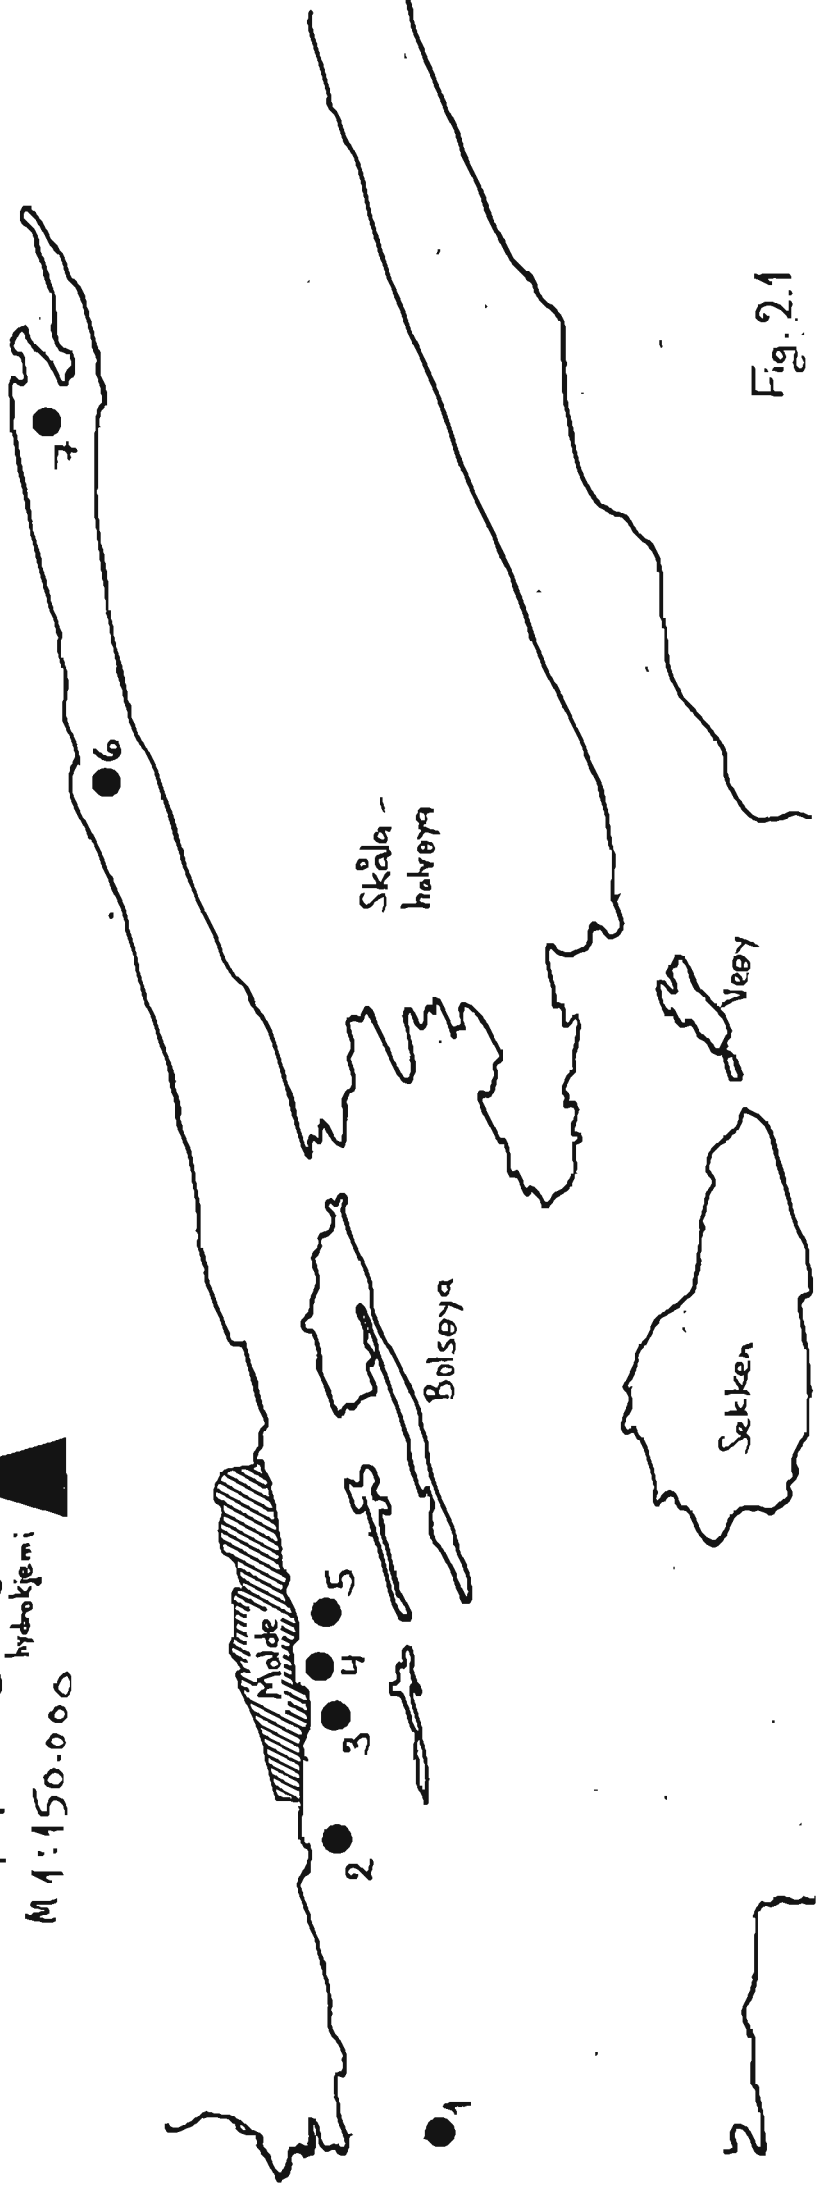 hydrokjemi
M 1:150.000
7
6
Skåla-
halvøya
Veøy
Bolsøya
Sekken
Molde
5
4
3
2
1
Fig. 2.1